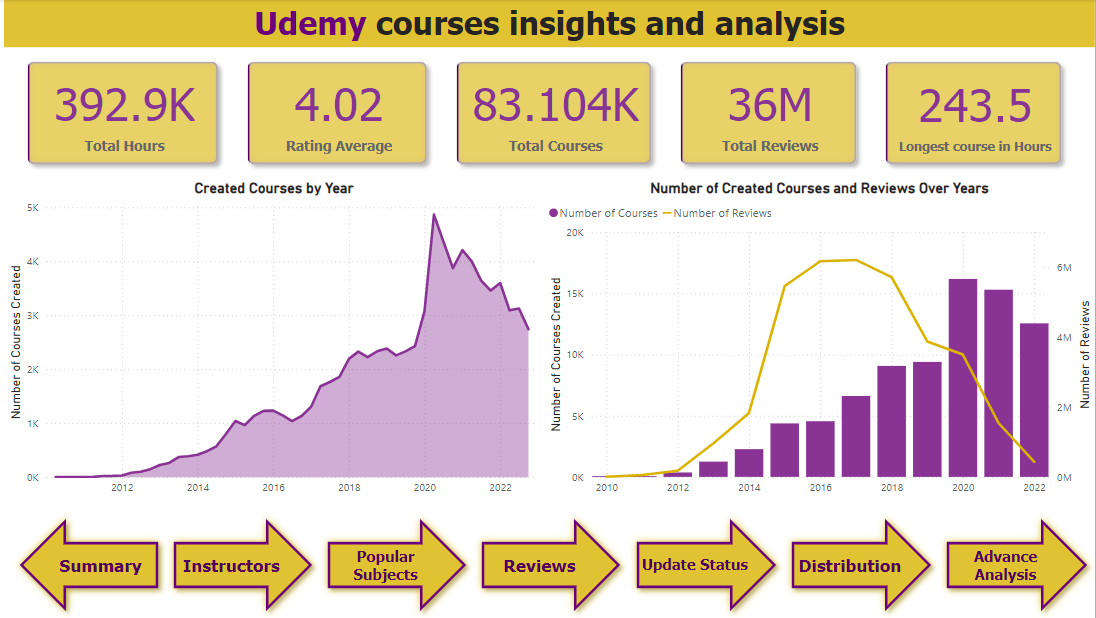 Udemy courses insights and analysis
392.9K
Total Hours
4.02
Rating Average
83.104K
Total Courses
36M
Total Reviews
243.5
Longest course in Hours
Created Courses by Year
Number of Courses Created
5K
4K
3K
2K
1K
0K
2012 2014 2016 2018 2020 2022
Number of Created Courses and Reviews Over Years
Number of Courses Number of Reviews
Number of Courses Created
20K
15K
10K
5K
0K
6M
4M
2M
0M
Number of Reviews
2010 2012 2014 2016 2018 2020 2022
Summary
Instructors
Popular
Subjects
Reviews
Update Status
Distribution
Advance
Analysis